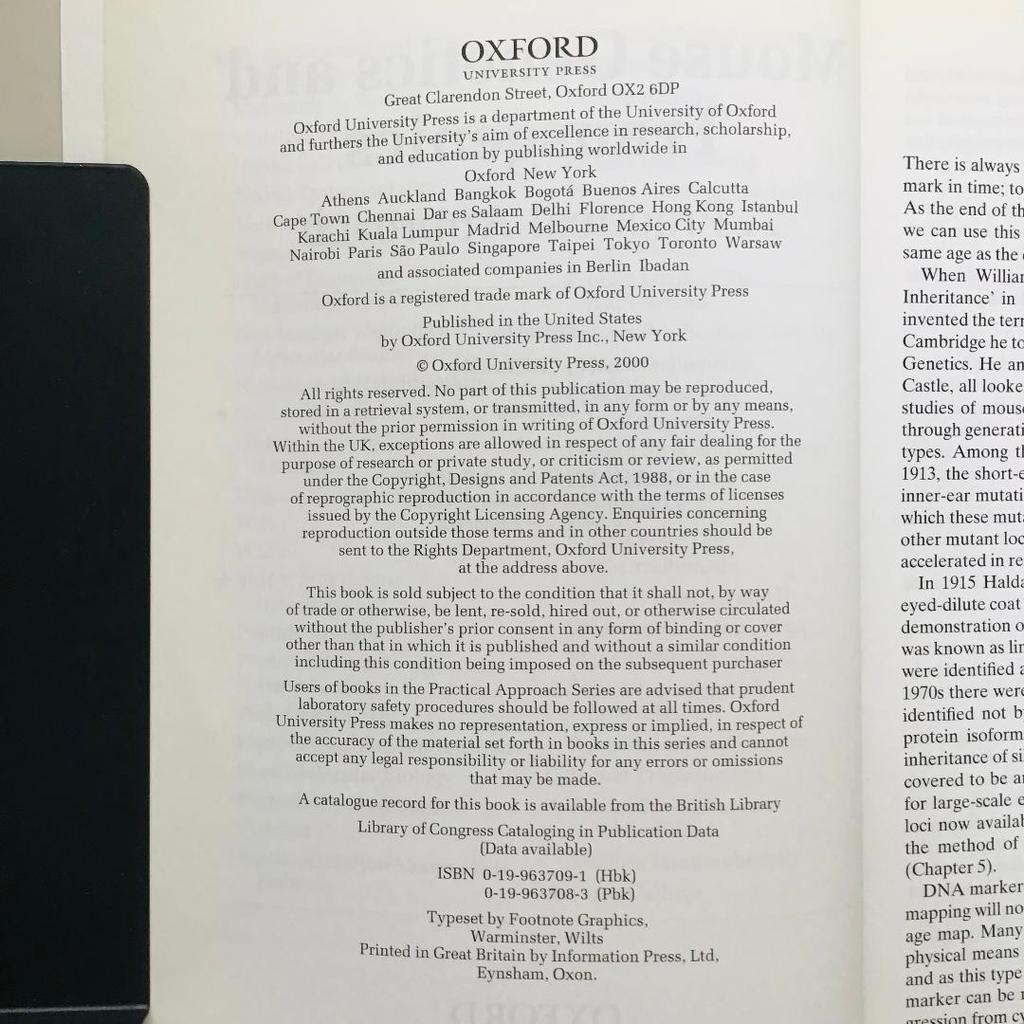 OXFORD
UNIVERSITY PRESS
Great Clarendon Street, Oxford OX2 6DP
Oxford University Press is a department of the University of Oxford
and furthers the University's aim of excellence in research, scholarship,
and education by publishing worldwide in
Oxford New York
Athens Auckland Bangkok Bogotá Buenos Aires Calcutta
Cape Town Chennai Dar es Salaam Delhi Florence Hong Kong Istanbul
Karachi Kuala Lumpur Madrid Melbourne Mexico City Mumbai
Nairobi Paris São Paulo Singapore Taipei Tokyo Toronto Warsaw
and associated companies in Berlin Ibadan
Oxford is a registered trade mark of Oxford University Press
Published in the United States
by Oxford University Press Inc., New York
© Oxford University Press, 2000
All rights reserved. No part of this publication may be reproduced,
stored in a retrieval system, or transmitted, in any form or by any means,
without the prior permission in writing of Oxford University Press.
Within the UK, exceptions are allowed in respect of any fair dealing for the
purpose of research or private study, or criticism or review, as permitted
under the Copyright, Designs and Patents Act, 1988, or in the case
of reprographic reproduction in accordance with the terms of licenses
issued by the Copyright Licensing Agency. Enquiries concerning
reproduction outside those terms and in other countries should be
sent to the Rights Department, Oxford University Press,
at the address above.
This book is sold subject to the condition that it shall not, by way
of trade or otherwise, be lent, re-sold, hired out, or otherwise circulated
without the publisher's prior consent in any form of binding or cover
other than that in which it is published and without a similar condition
including this condition being imposed on the subsequent purchaser
Users of books in the Practical Approach Series are advised that prudent
laboratory safety procedures should be followed at all times. Oxford
University Press makes no representation, express or implied, in respect of
the accuracy of the material set forth in books in this series and cannot
accept any legal responsibility or liability for any errors or omissions
that may be made.
A catalogue record for this book is available from the British Library
Library of Congress Cataloging in Publication Data
(Data available)
ISBN 0-19-963709-1 (Hbk)
0-19-963708-3 (Pbk)
Typeset by Footnote Graphics,
Warminster, Wilts
Printed in Great Britain by Information Press, Ltd,
Eynsham, Oxon.
There is always
mark in time; to
As the end of th
we can use this
same age as the
When William
Inheritance' in
invented the ter
Cambridge he to
Genetics. He an
Castle, all looke
studies of mous
through generati
types. Among th
1913, the short-e
inner-ear mutati
which these muta
other mutant loc
accelerated in re
In 1915 Halda
eyed-dilute coat
demonstration o
was known as lin
were identified a
1970s there were
identified not b
protein isoform
inheritance of si
covered to be an
for large-scale e
loci now availab
the method of
(Chapter 5).
DNA marker
mapping will no
age map. Many
physical means
and as this type
marker can be
gression from cy